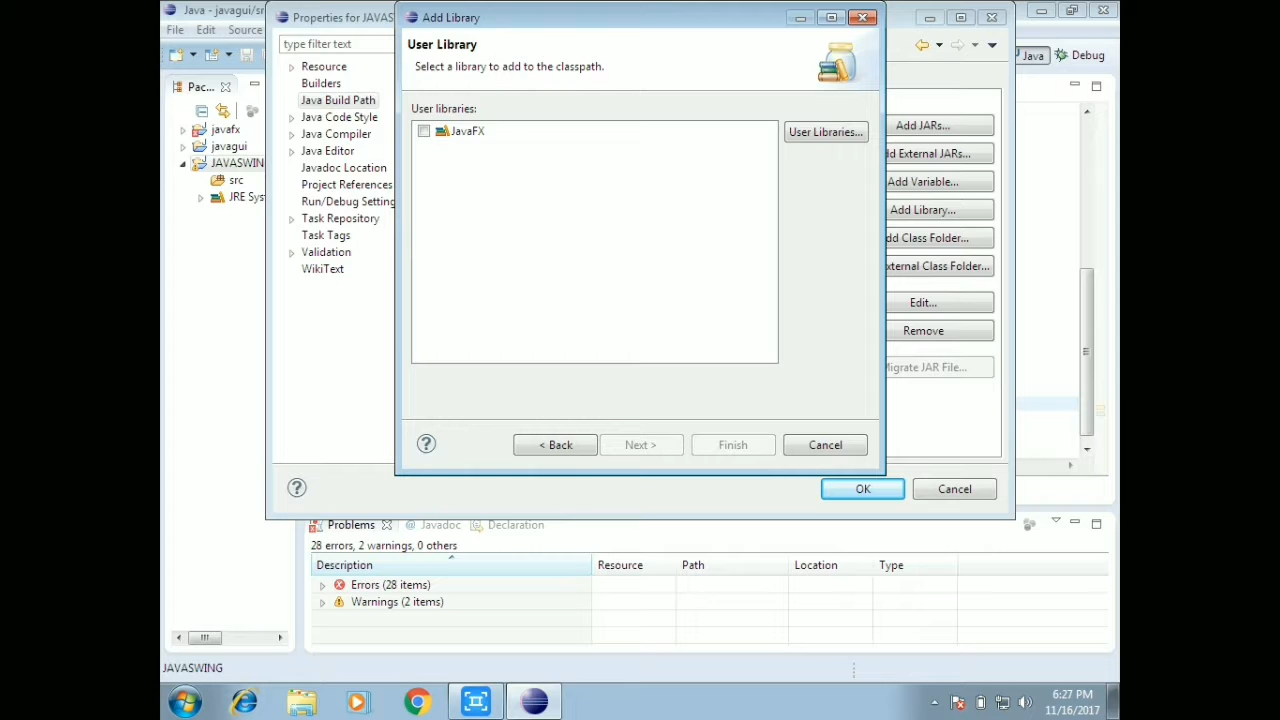 Java - javagui/sr
File Edit Source
Pac...
javafx
javagui
JAVASWIN
src
JRE Sys
Properties for JAVAS
type filter text
Resource
Builders
Java Build Path
Java Code Style
Java Compiler
Java Editor
Javadoc Location
Project References
Run/Debug Setting
Task Repository
Task Tags
Validation
WikiText
Add Library
User Library
Select a library to add to the classpath.
User libraries:
JavaFX
User Libraries...
< Back Next > Finish Cancel
Add JARs...
dd External JARs...
Add Variable...
Add Library...
dd Class Folder...
xternal Class Folder...
Edit...
Remove
Migrate JAR File...
OK Cancel
Java Debug
Problems @ Javadoc Declaration
28 errors, 2 warnings, 0 others
Description Resource Path Location Type
Errors (28 items)
Warnings (2 items)
JAVASWING
6:27 PM
11/16/2017